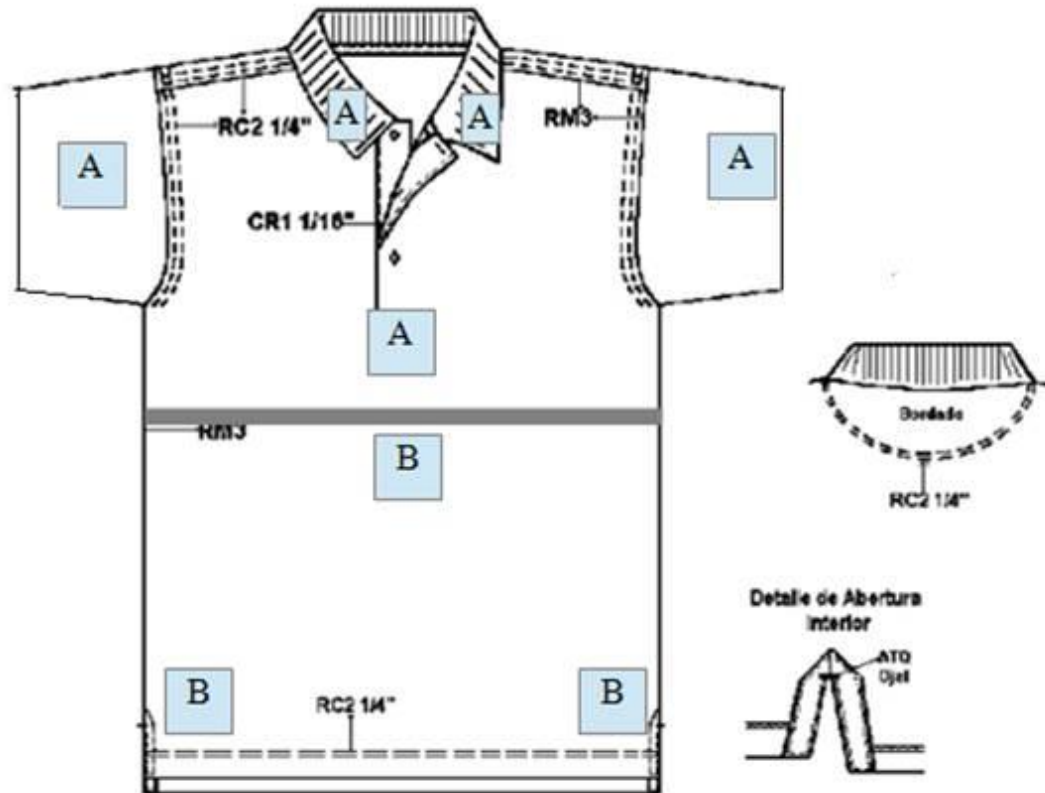 A
A
A
A
RC2 1/4"
RM3
CR1 1/16"
A
RM3
B
Bordado
RC2 1/4"
Detalle de Abertura
Interior
ATQ
Ojal
B
RC2 1/4"
B